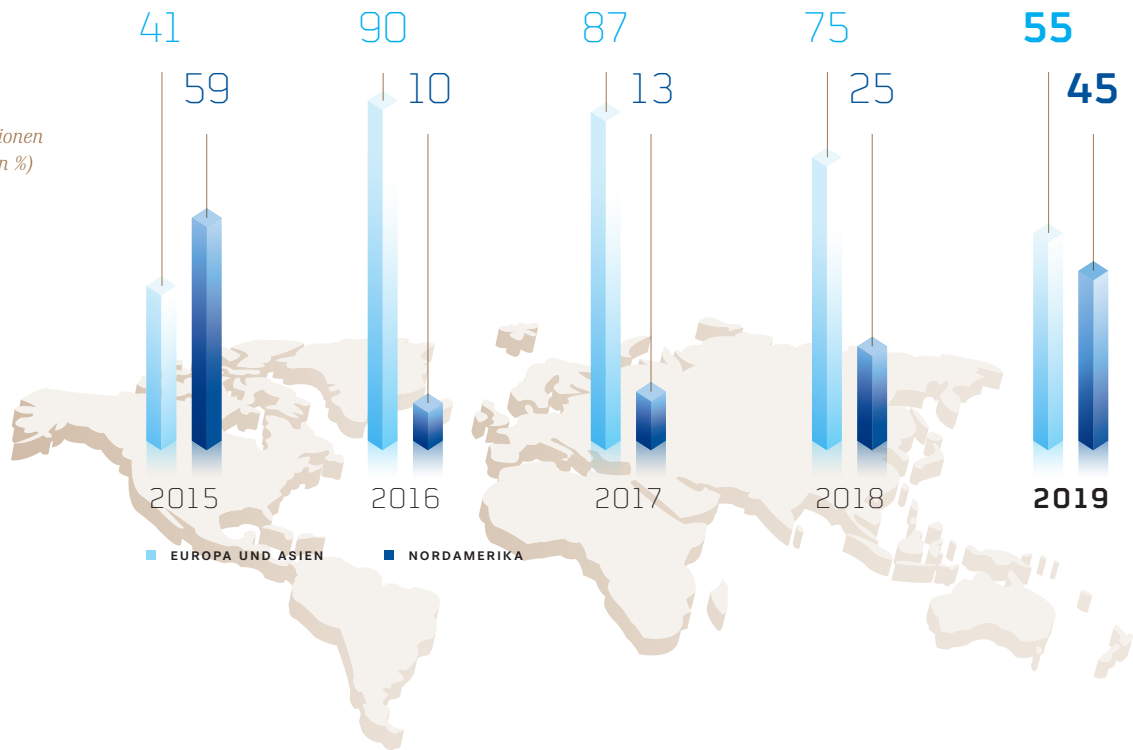 41 90 87 75 55
59 10 13 25 45
ionen
n %)
2015 2016 2017 2018 2019
EUROPA UND ASIEN NORDAMERIKA